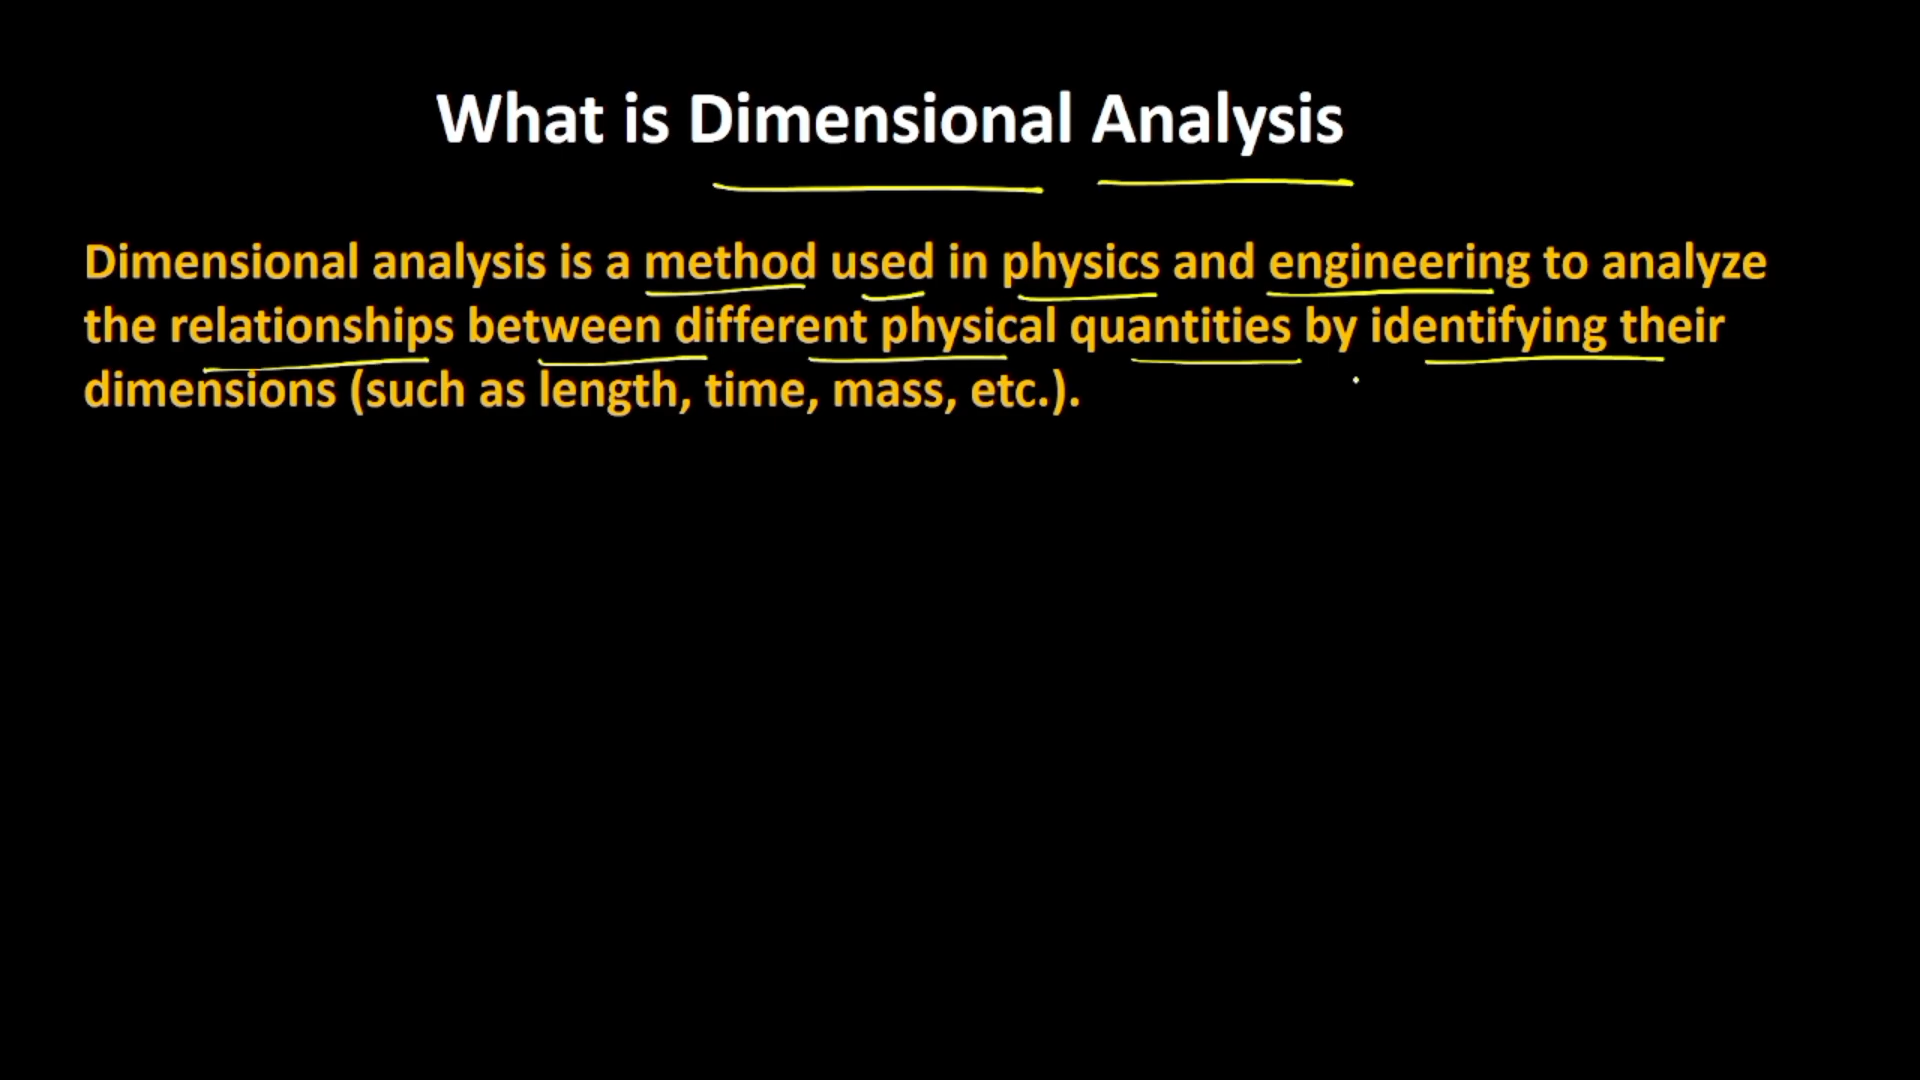 What is Dimensional Analysis
Dimensional analysis is a method used in physics and engineering to analyze
the relationships between different physical quantities by identifying their
dimensions (such as length, time, mass, etc.).